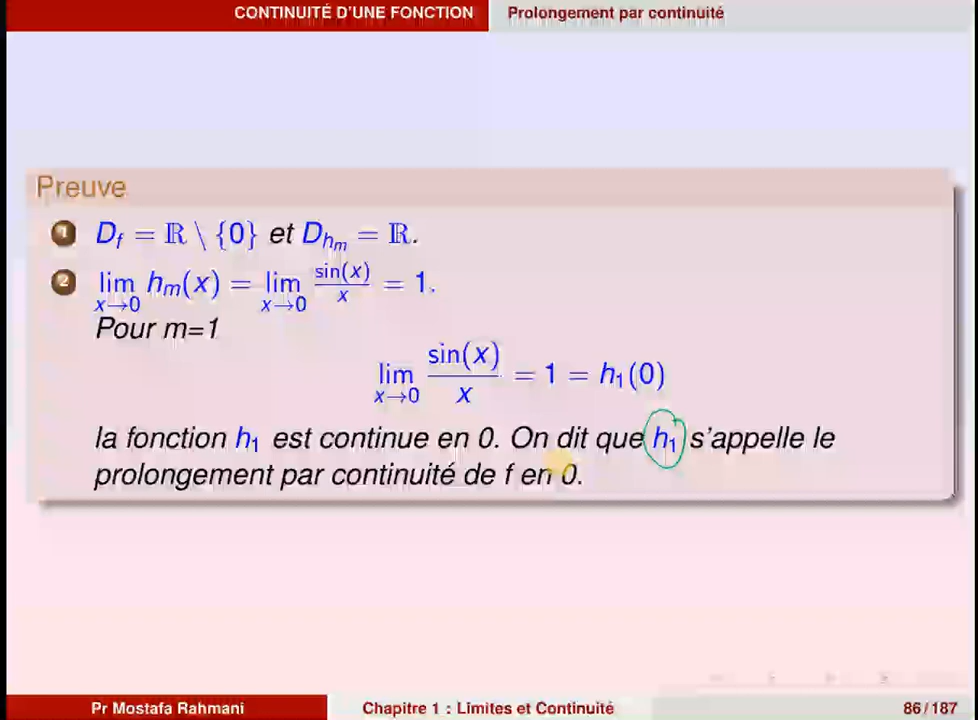 CONTINUITÉ D'UNE FONCTION Prolongement par continuité
Preuve
1 D_f = ℝ \ {0} et D_{h_m} = ℝ.
2 lim_{x→0} h_m(x) = lim_{x→0} sin(x)/x = 1.
Pour m=1
lim_{x→0} sin(x)/x = 1 = h_1(0)
la fonction h_1 est continue en 0. On dit que h_1 s'appelle le
prolongement par continuité de f en 0.
Pr Mostafa Rahmani Chapitre 1 : Limites et Continuité 86/187